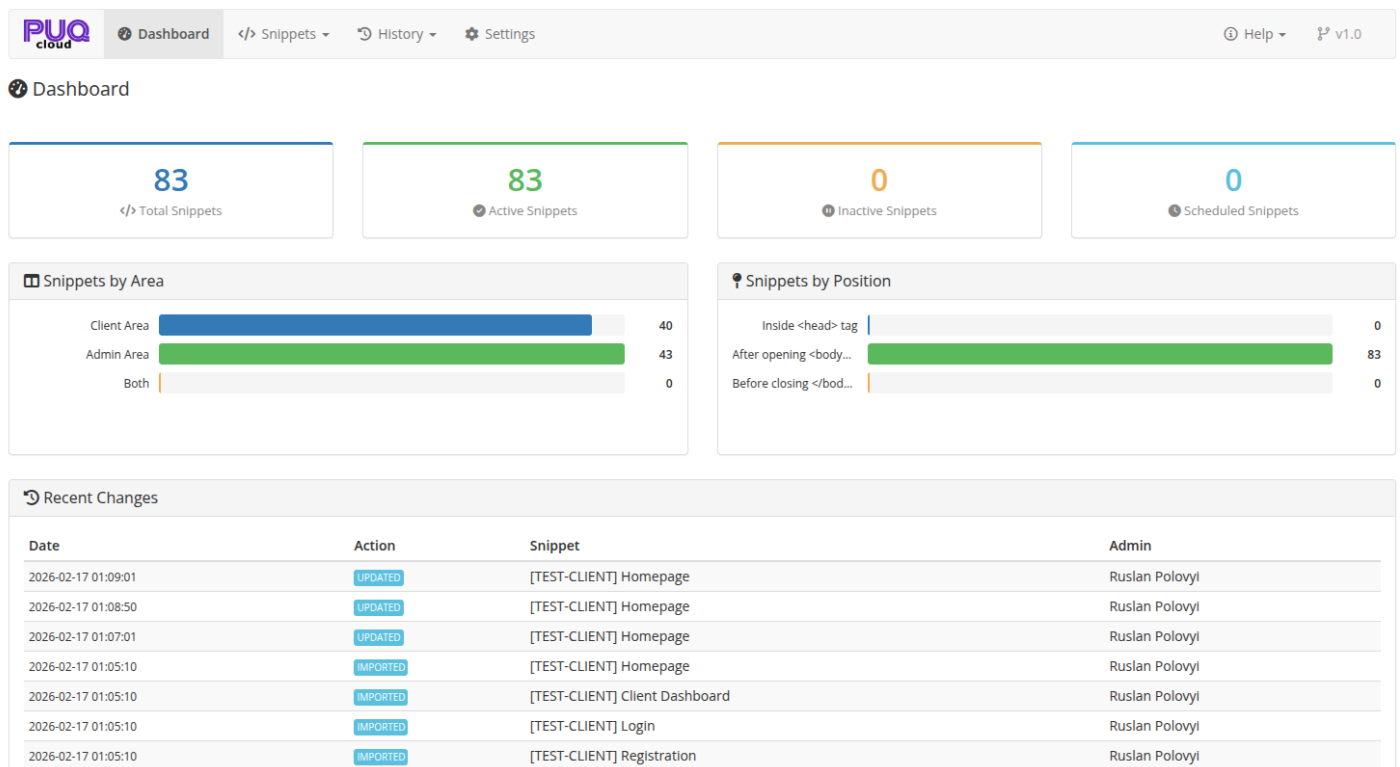 PUQ cloud Dashboard </> Snippets History Settings Help v1.0
Dashboard
83 83 0 0
</> Total Snippets Active Snippets Inactive Snippets Scheduled Snippets
Snippets by Area Snippets by Position
Client Area 40 Inside <head> tag 0
Admin Area 43 After opening <body... 83
Both 0 Before closing </bod... 0
Recent Changes
Date Action Snippet Admin
2026-02-17 01:09:01 UPDATED [TEST-CLIENT] Homepage Ruslan Polovyi
2026-02-17 01:08:50 UPDATED [TEST-CLIENT] Homepage Ruslan Polovyi
2026-02-17 01:07:01 UPDATED [TEST-CLIENT] Homepage Ruslan Polovyi
2026-02-17 01:05:10 IMPORTED [TEST-CLIENT] Homepage Ruslan Polovyi
2026-02-17 01:05:10 IMPORTED [TEST-CLIENT] Client Dashboard Ruslan Polovyi
2026-02-17 01:05:10 IMPORTED [TEST-CLIENT] Login Ruslan Polovyi
2026-02-17 01:05:10 IMPORTED [TEST-CLIENT] Registration Ruslan Polovyi